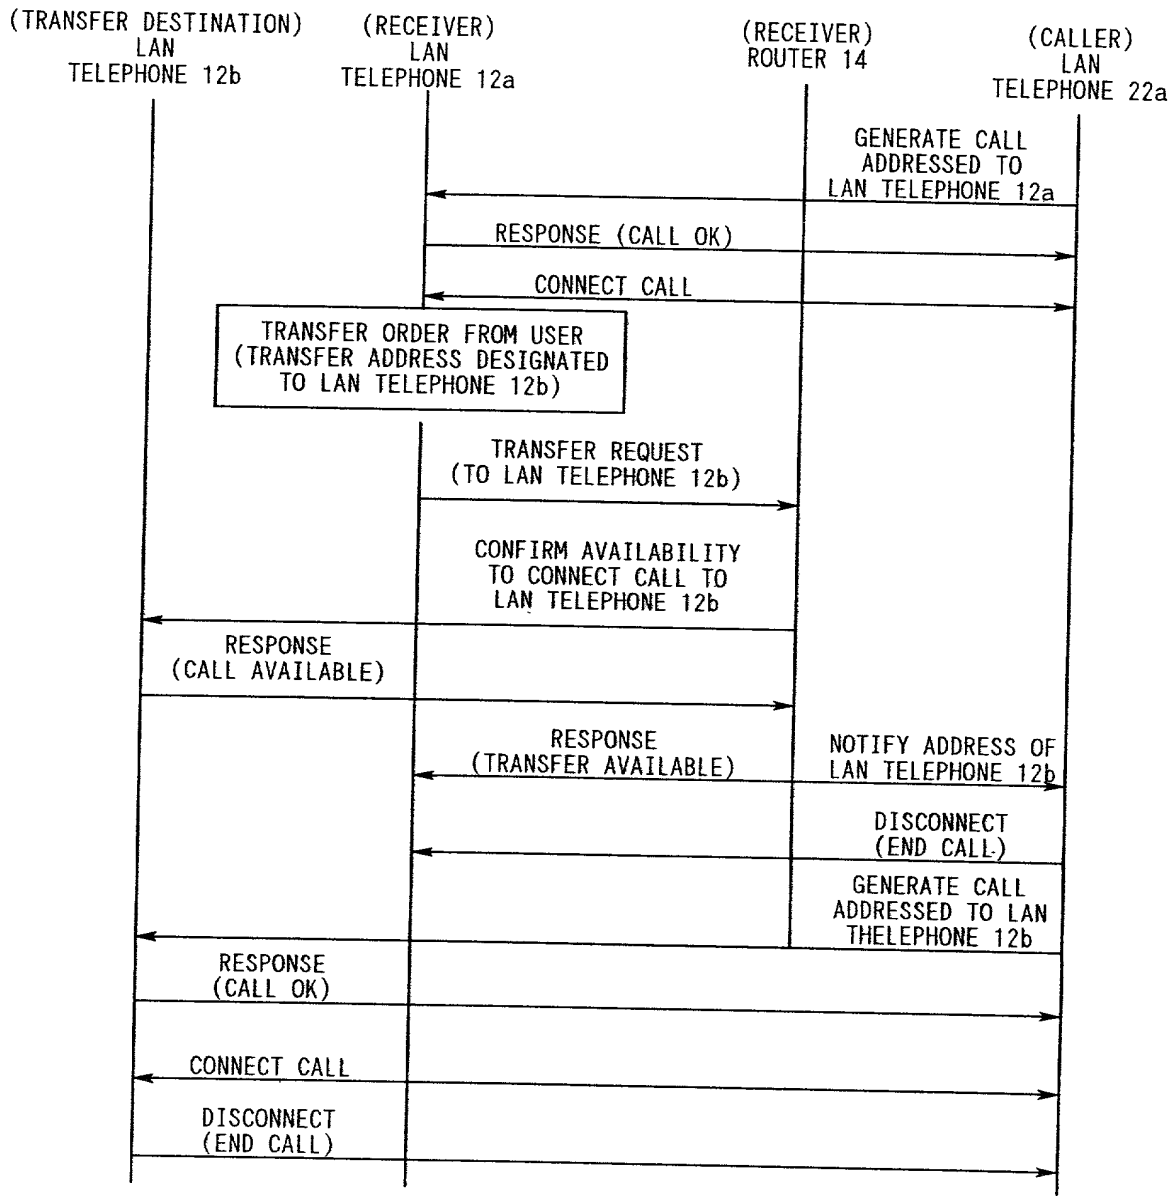 (TRANSFER DESTINATION)
LAN
TELEPHONE 12b
(RECEIVER)
LAN
TELEPHONE 12a
(RECEIVER)
ROUTER 14
(CALLER)
LAN
TELEPHONE 22a
GENERATE CALL
ADDRESSED TO
LAN TELEPHONE 12a
RESPONSE (CALL OK)
CONNECT CALL
TRANSFER ORDER FROM USER
(TRANSFER ADDRESS DESIGNATED
TO LAN TELEPHONE 12b)
TRANSFER REQUEST
(TO LAN TELEPHONE 12b)
CONFIRM AVAILABILITY
TO CONNECT CALL TO
LAN TELEPHONE 12b
RESPONSE
(CALL AVAILABLE)
RESPONSE
(TRANSFER AVAILABLE)
NOTIFY ADDRESS OF
LAN TELEPHONE 12b
DISCONNECT
(END CALL)
GENERATE CALL
ADDRESSED TO LAN
THELEPHONE 12b
RESPONSE
(CALL OK)
CONNECT CALL
DISCONNECT
(END CALL)